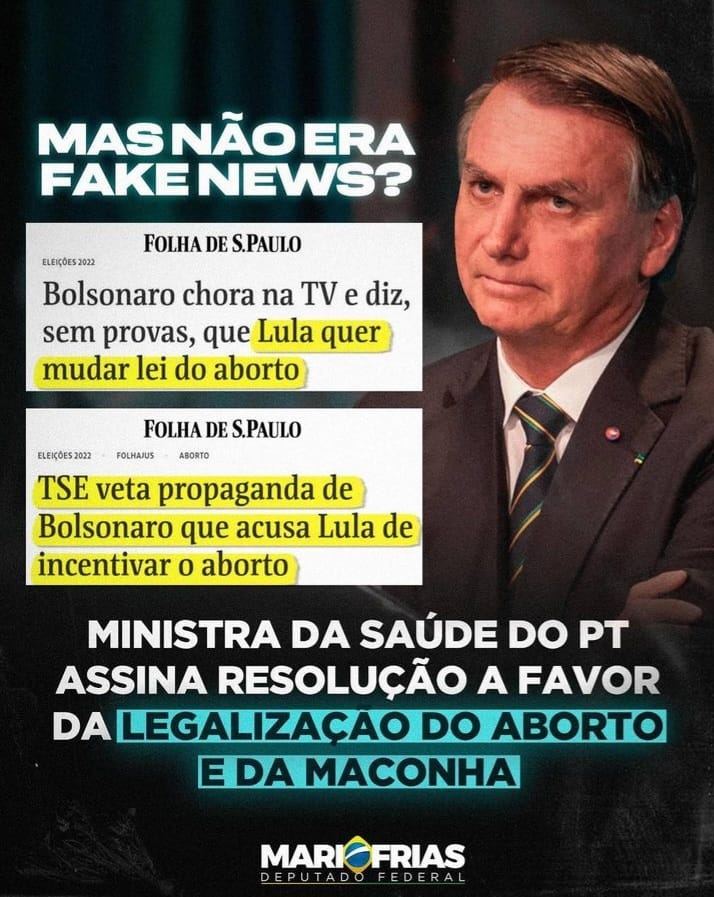 MAS NÃO ERA
FAKE NEWS?
FOLHA DE S.PAULO
ELEIÇÕES 2022
Bolsonaro chora na TV e diz,
sem provas, que Lula quer
mudar lei do aborto
FOLHA DE S.PAULO
ELEIÇÕES 2022 · FOLHAJUS · ABORTO
TSE veta propaganda de
Bolsonaro que acusa Lula de
incentivar o aborto
MINISTRA DA SAÚDE DO PT
ASSINA RESOLUÇÃO A FAVOR
DA LEGALIZAÇÃO DO ABORTO
E DA MACONHA
MARIO FRIAS
DEPUTADO FEDERAL